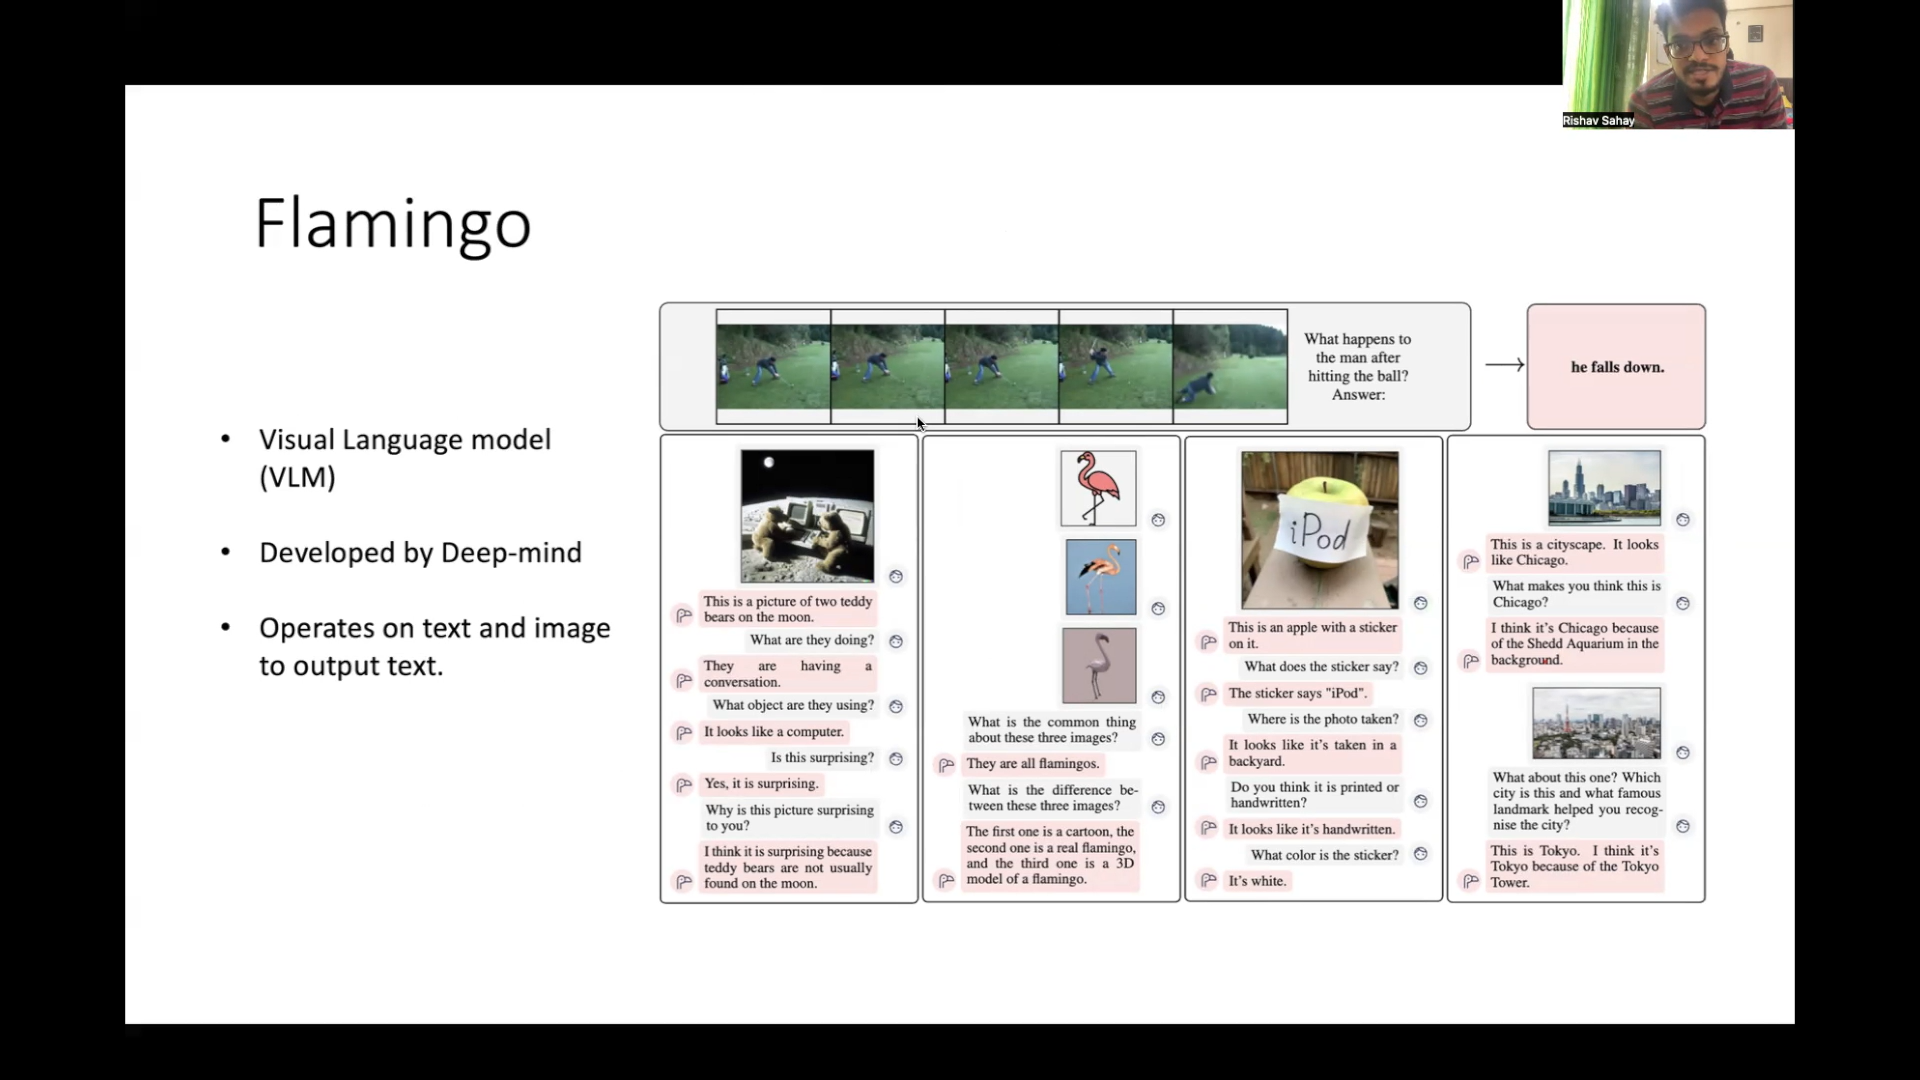 Rishav Sahay
Flamingo
• Visual Language model
(VLM)
• Developed by Deep-mind
• Operates on text and image
to output text.
What happens to
the man after
hitting the ball?
Answer:
he falls down.
This is a picture of two teddy
bears on the moon.
What are they doing?
They are having a
conversation.
What object are they using?
It looks like a computer.
Is this surprising?
Yes, it is surprising.
Why is this picture surprising
to you?
I think it is surprising because
teddy bears are not usually
found on the moon.
What is the common thing
about these three images?
They are all flamingos.
What is the difference be-
tween these three images?
The first one is a cartoon, the
second one is a real flamingo,
and the third one is a 3D
model of a flamingo.
iPod
This is an apple with a sticker
on it.
What does the sticker say?
The sticker says "iPod".
Where is the photo taken?
It looks like it's taken in a
backyard.
Do you think it is printed or
handwritten?
It looks like it's handwritten.
What color is the sticker?
It's white.
This is a cityscape. It looks
like Chicago.
What makes you think this is
Chicago?
I think it's Chicago because
of the Shedd Aquarium in the
background.
What about this one? Which
city is this and what famous
landmark helped you recog-
nise the city?
This is Tokyo. I think it's
Tokyo because of the Tokyo
Tower.